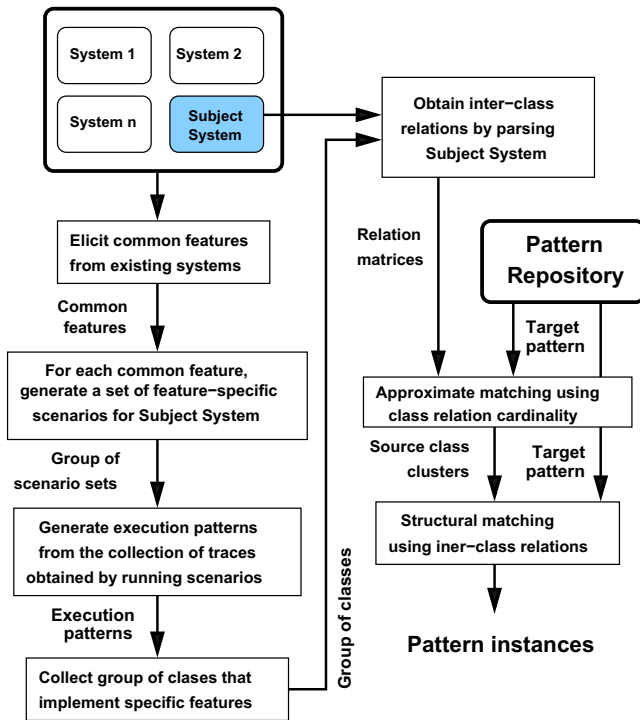 System 1
System 2
System n
Subject
System
Elicit common features
from existing systems
Common
features
For each common feature,
generate a set of feature−specific
scenarios for Subject System
Group of
scenario sets
Generate execution patterns
from the collection of traces
obtained by running scenarios
Execution
patterns
Collect group of clases that
implement specific features
Group of classes
Obtain inter−class
relations by parsing
Subject System
Relation
matrices
Pattern
Repository
Target
pattern
Approximate matching using
class relation cardinality
Source class
clusters
Target
pattern
Structural matching
using iner−class relations
Pattern instances